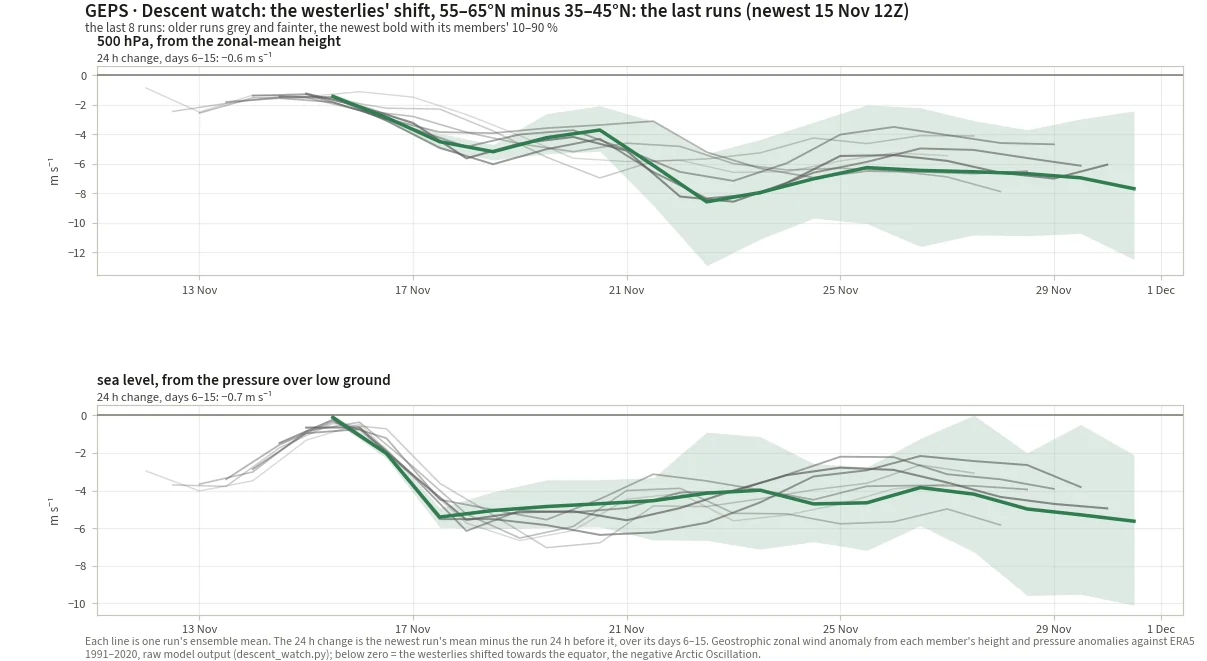 GEPS · Descent watch: the westerlies' shift, 55–65°N minus 35–45°N: the last runs (newest 15 Nov 12Z)
the last 8 runs: older runs grey and fainter, the newest bold with its members' 10–90 %
500 hPa, from the zonal-mean height
24 h change, days 6–15: −0.6 m s⁻¹
0
−2
−4
−6
−8
−10
−12
m s⁻¹
13 Nov 17 Nov 21 Nov 25 Nov 29 Nov 1 Dec
sea level, from the pressure over low ground
24 h change, days 6–15: −0.7 m s⁻¹
0
−2
−4
−6
−8
−10
m s⁻¹
13 Nov 17 Nov 21 Nov 25 Nov 29 Nov 1 Dec
Each line is one run's ensemble mean. The 24 h change is the newest run's mean minus the run 24 h before it, over its days 6–15. Geostrophic zonal wind anomaly from each member's height and pressure anomalies against ERA5
1991–2020, raw model output (descent_watch.py); below zero = the westerlies shifted towards the equator, the negative Arctic Oscillation.